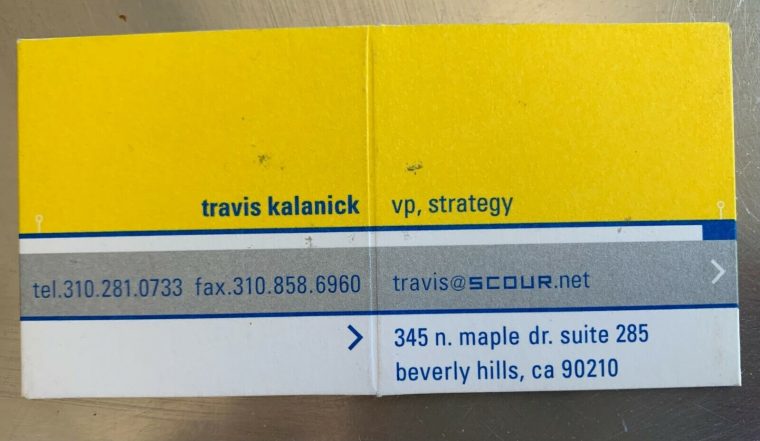 travis kalanick vp, strategy
tel.310.281.0733 fax.310.858.6960 travis@SCOUR.net
345 n. maple dr. suite 285
beverly hills, ca 90210